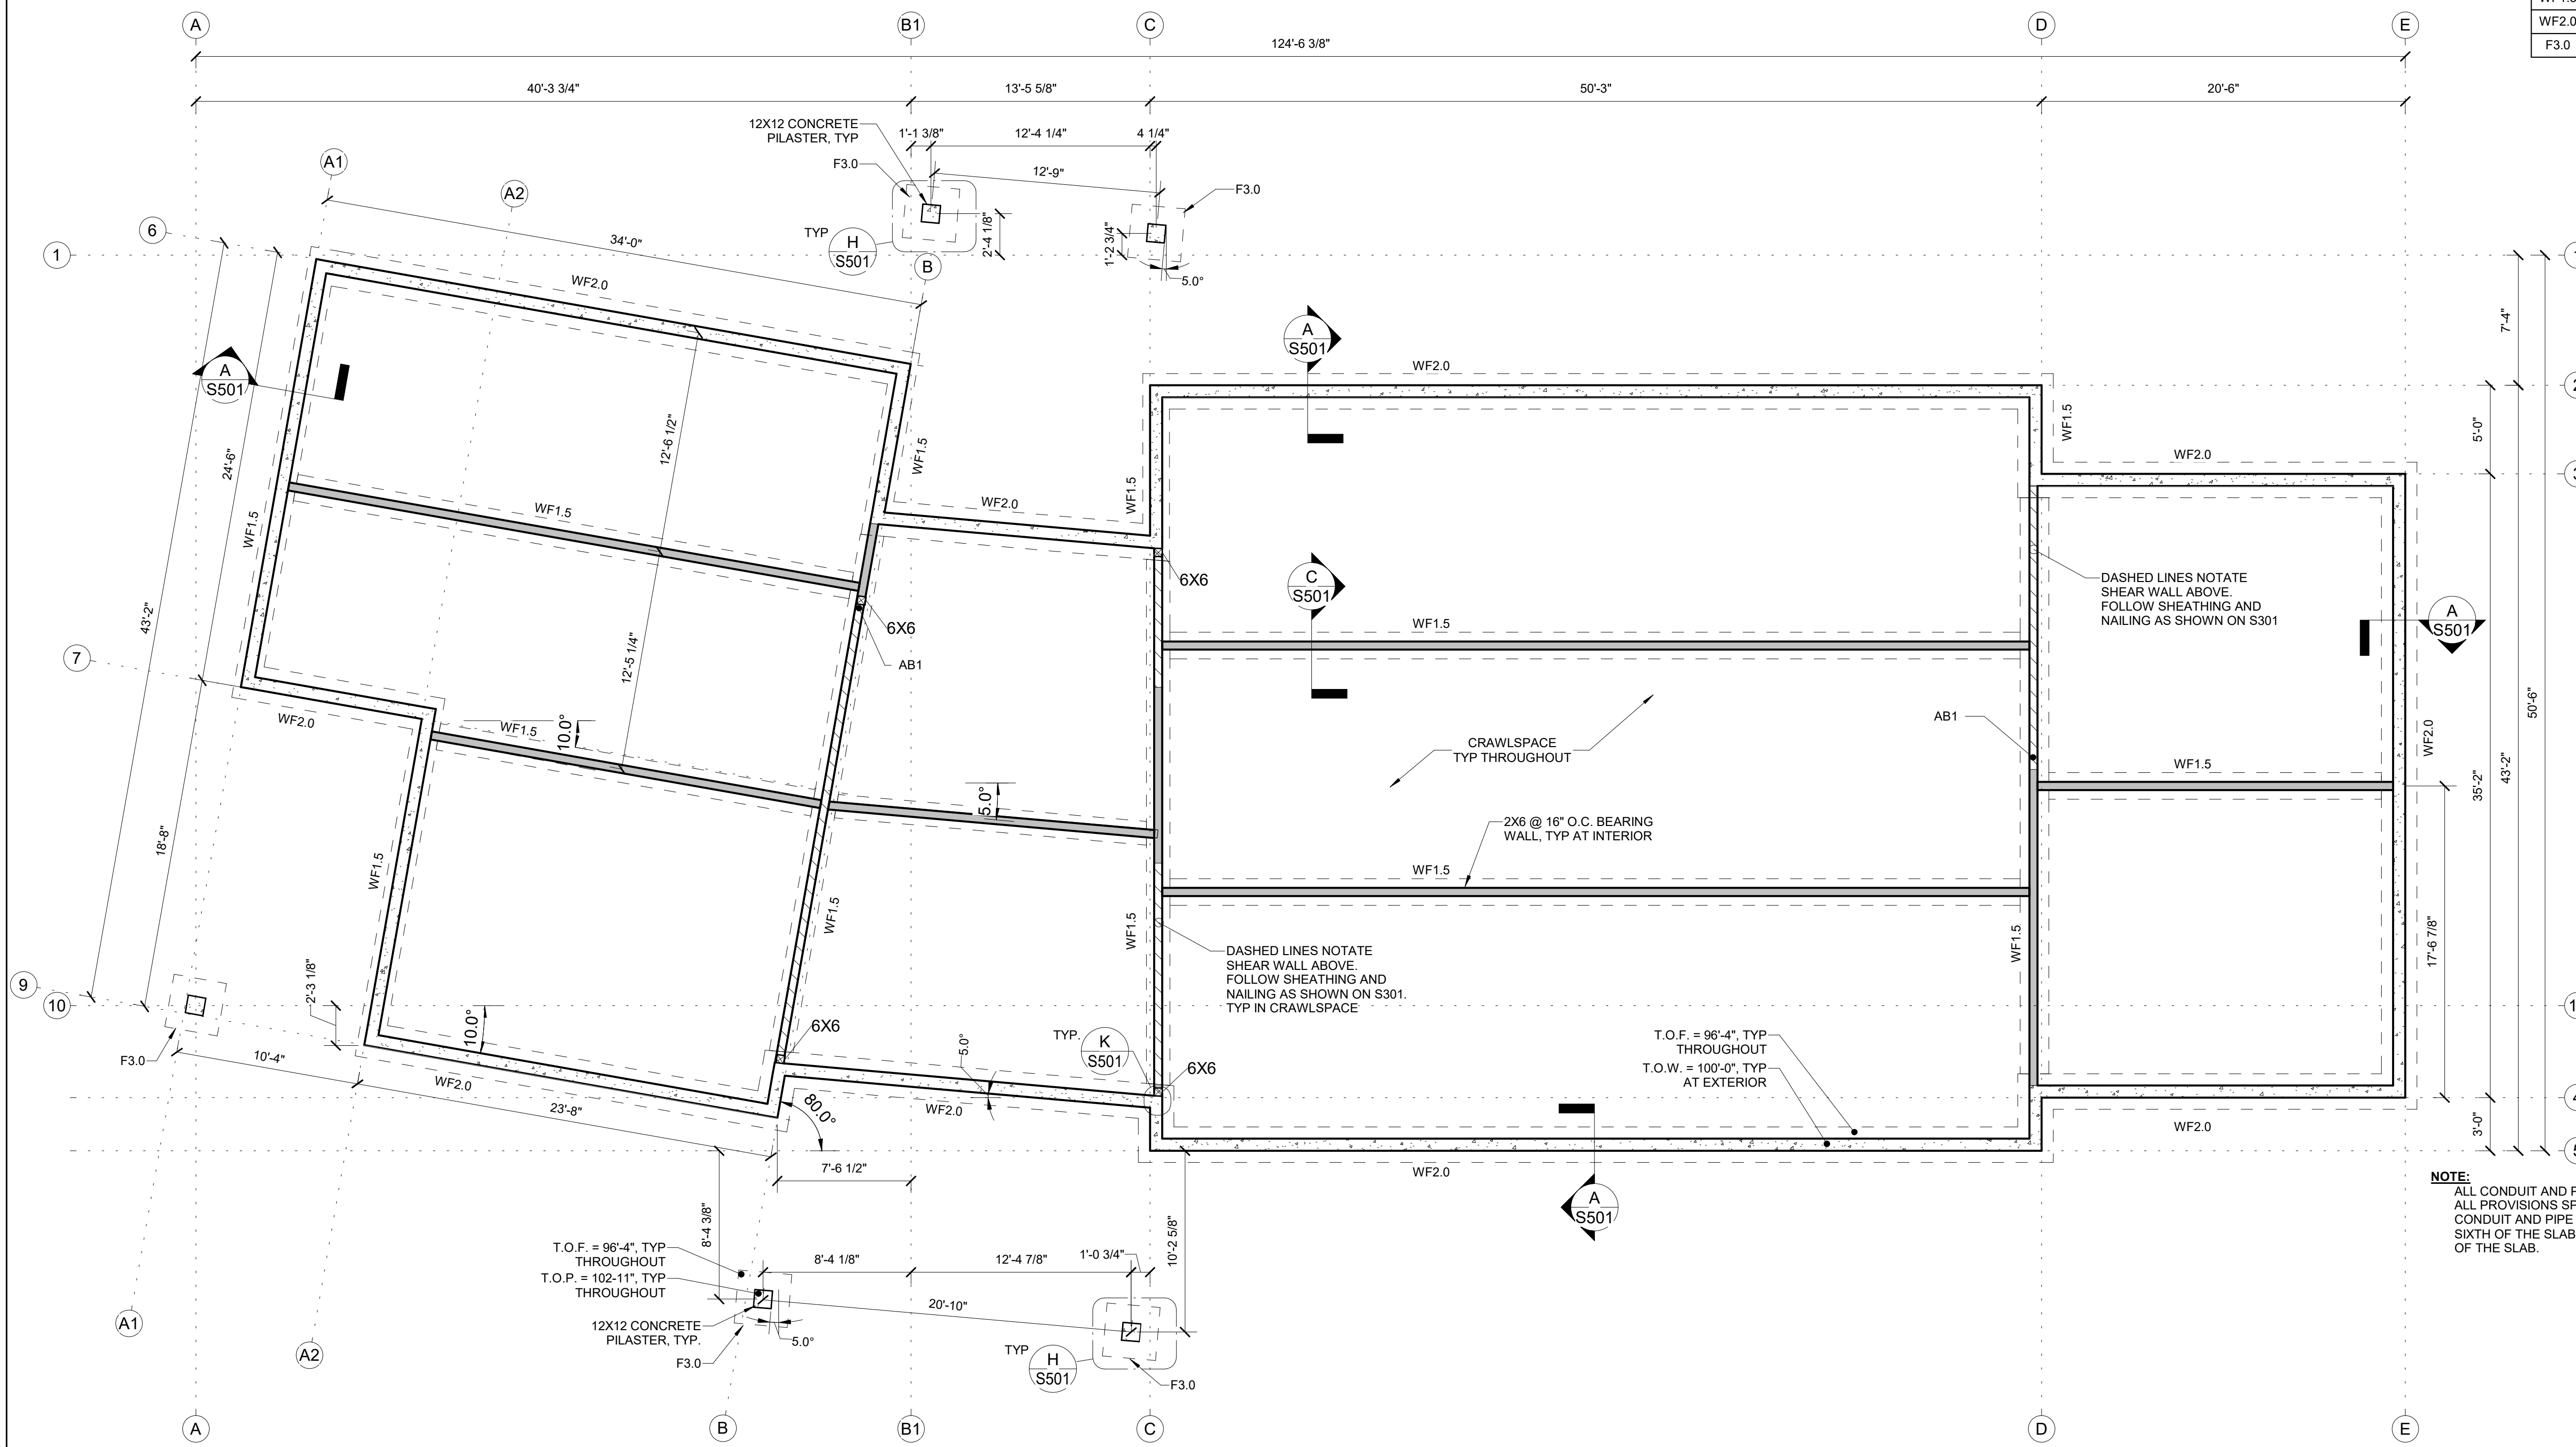 A
B1
C
D
E
WF2.0
F3.0
124'-6 3/8"
40'-3 3/4"
13'-5 5/8"
50'-3"
20'-6"
12X12 CONCRETE
PILASTER, TYP
1'-1 3/8"
12'-4 1/4"
4 1/4"
F3.0
12'-9"
F3.0
A1
A2
6
1
34'-0"
TYP
H
S501
2'-4 1/8"
1'-2 3/4"
5.0°
B
WF2.0
A
S501
24'-6"
43'-2"
12'-6 1/2"
WF1.5
WF1.5
WF1.5
WF2.0
WF1.5
A
S501
WF2.0
WF1.5
WF2.0
7'-4"
5'-0"
50'-6"
43'-2"
35'-2"
6X6
6X6
AB1
C
S501
WF1.5
DASHED LINES NOTATE
SHEAR WALL ABOVE.
FOLLOW SHEATHING AND
NAILING AS SHOWN ON S301
A
S501
7
12'-5 1/4"
WF2.0
WF1.5
10.0°
5.0°
CRAWLSPACE
TYP THROUGHOUT
AB1
WF2.0
WF1.5
18'-8"
WF1.5
WF1.5
WF1.5
2X6 @ 16" O.C. BEARING
WALL, TYP AT INTERIOR
WF1.5
WF1.5
17'-6 7/8"
DASHED LINES NOTATE
SHEAR WALL ABOVE.
FOLLOW SHEATHING AND
NAILING AS SHOWN ON S301.
TYP IN CRAWLSPACE
9
10
2'-3 1/8"
10.0°
6X6
5.0°
TYP.
K
S501
6X6
T.O.F. = 96'-4", TYP
THROUGHOUT
T.O.W. = 100'-0", TYP
AT EXTERIOR
F3.0
10'-4"
WF2.0
23'-8"
80.0°
WF2.0
WF2.0
3'-0"
WF2.0
7'-6 1/2"
A
S501
NOTE:
ALL CONDUIT AND
ALL PROVISIONS
CONDUIT AND PIPE
SIXTH OF THE SLAB
OF THE SLAB.
8'-4 3/8"
10'-2 5/8"
T.O.F. = 96'-4", TYP
THROUGHOUT
T.O.P. = 102-11", TYP
THROUGHOUT
8'-4 1/8"
12'-4 7/8"
1'-0 3/4"
20'-10"
12X12 CONCRETE
PILASTER, TYP.
F3.0
5.0°
TYP
H
S501
F3.0
A1
A2
A
B
B1
C
D
E